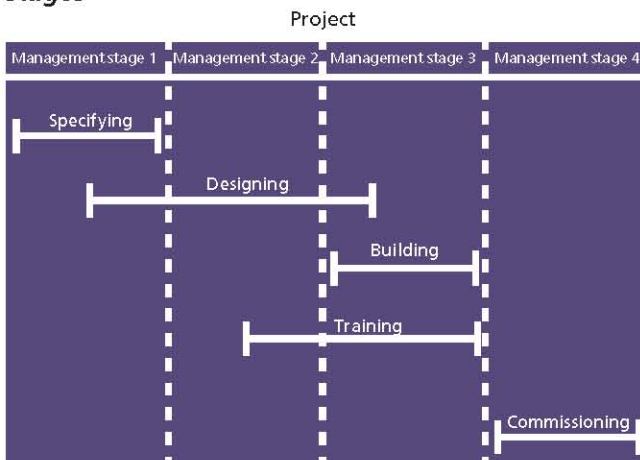 Project
Management stage 1 Management stage 2 Management stage 3 Management stage 4
Specifying
Designing
Building
Training
Commissioning